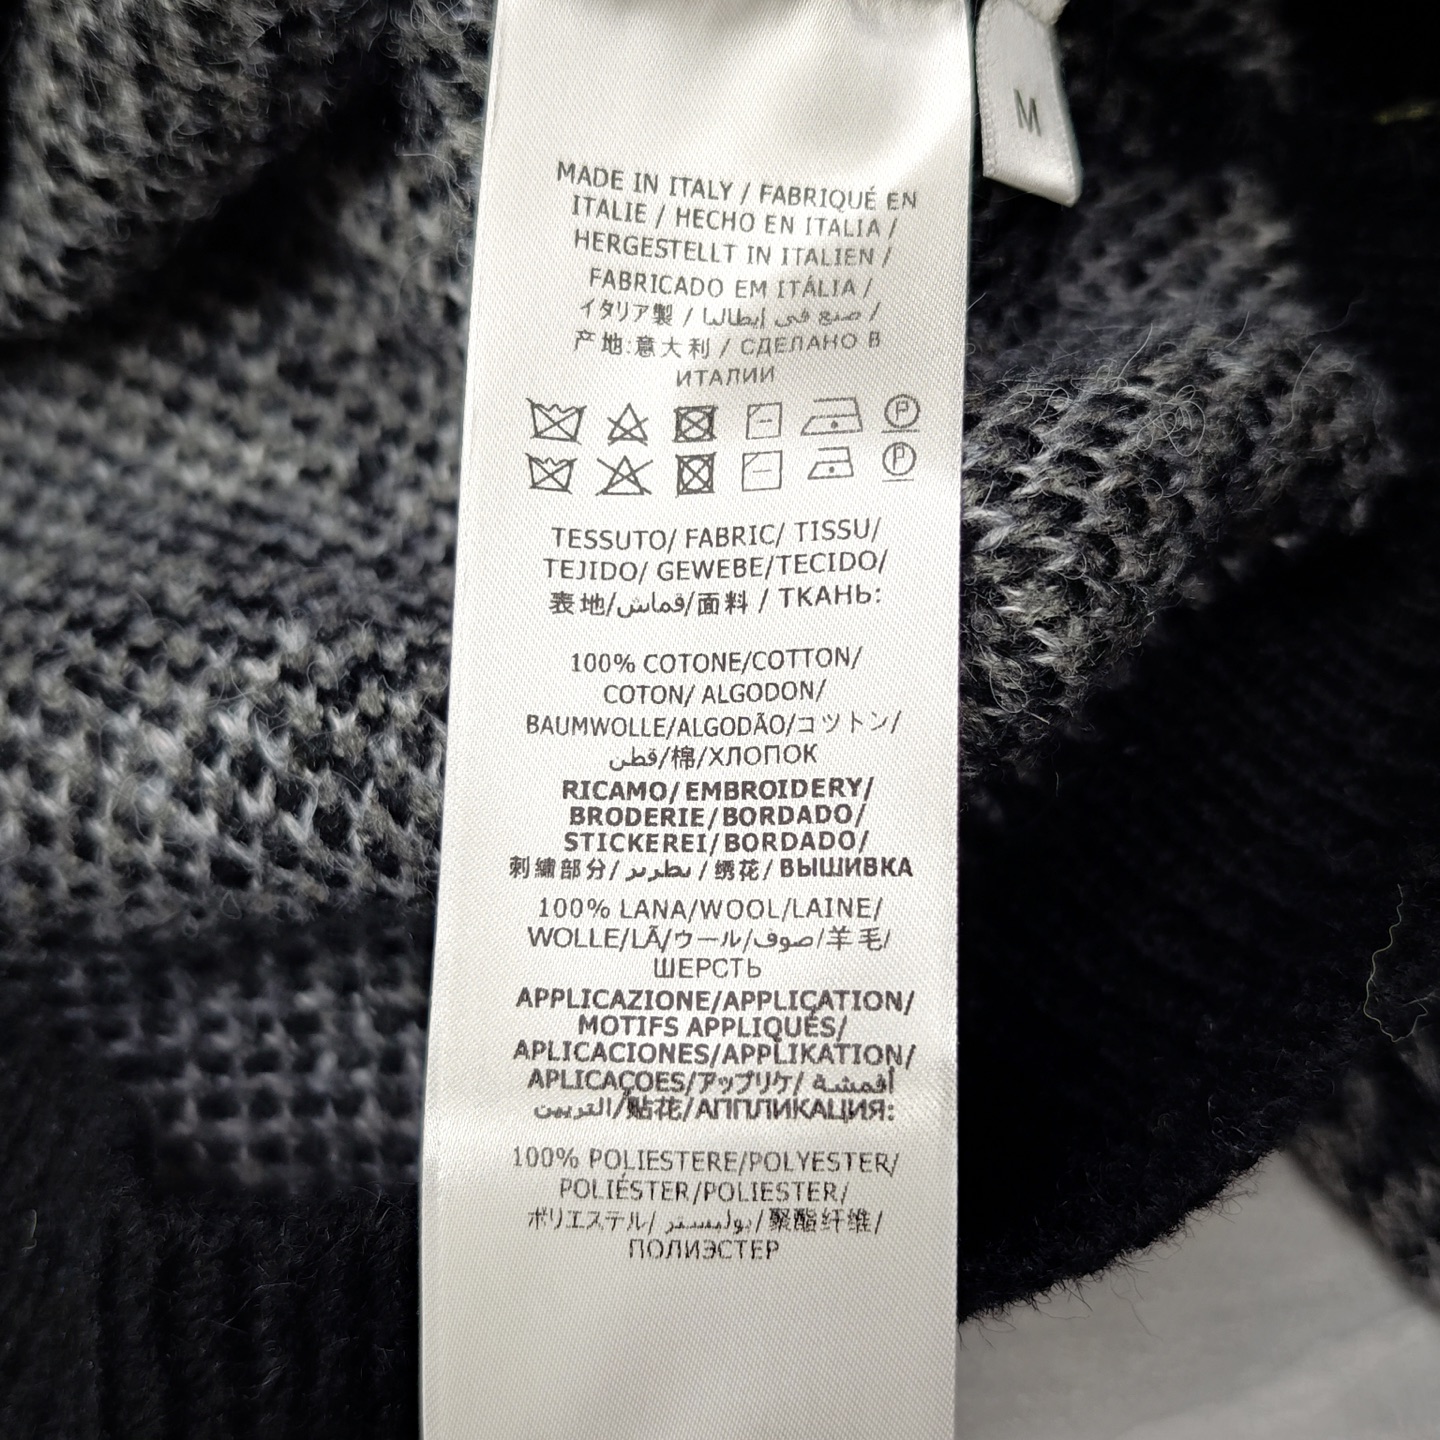 M
MADE IN ITALY / FABRIQUÉ EN
ITALIE / HECHO EN ITALIA /
HERGESTELLT IN ITALIEN /
FABRICADO EM ITÁLIA /
イタリア製 / صنع في إيطاليا /
产地:意大利 / СДЕЛАНО В
ИТАЛИИ
P
P
TESSUTO/ FABRIC/ TISSU/
TEJIDO/ GEWEBE/TECIDO/
表地/قماش/面料 / ТКАНЬ:
100% COTONE/COTTON/
COTON/ ALGODON/
BAUMWOLLE/ALGODÃO/コットン/
قطن/棉/ХЛОПОК
RICAMO/ EMBROIDERY/
BRODERIE/BORDADO/
STICKEREI/BORDADO/
刺繍部分/ تطريز / 绣花/ ВЫШИВКА
100% LANA/WOOL/LAINE/
WOLLE/LÃ/ウール/صوف/羊毛/
ШЕРСТЬ
APPLICAZIONE/APPLICATION/
MOTIFS APPLIQUÉS/
APLICACIONES/APPLIKATION/
APLICAÇOES/アップリケ/ أقمشة
التزيين/贴花/АППЛИКАЦИЯ:
100% POLIESTERE/POLYESTER/
POLIÉSTER/POLIESTER/
ポリエステル/ بوليستر/聚酯纤维/
ПОЛИЭСТЕР